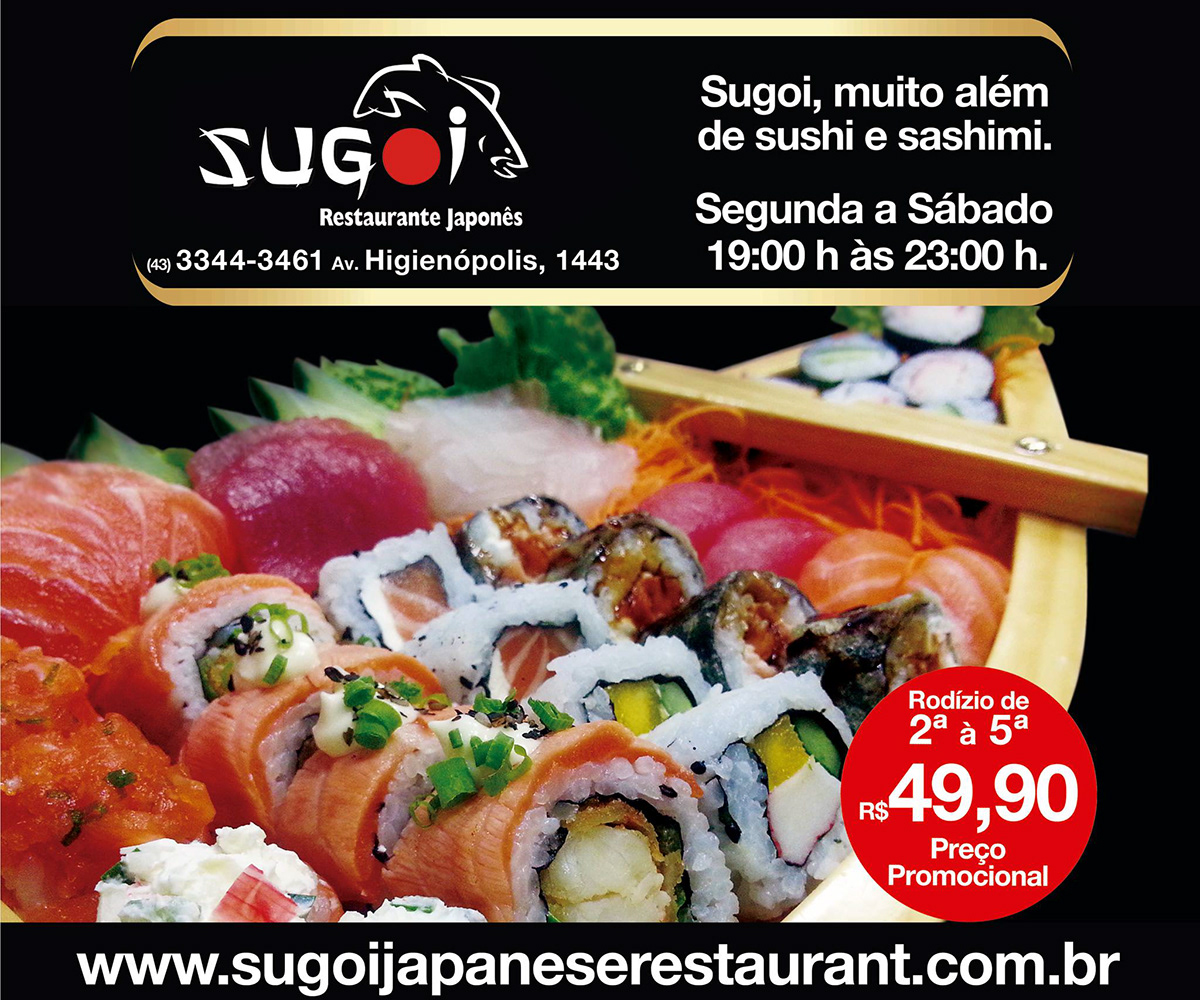 SUGOi
Restaurante Japonês
(43) 3344-3461 Av. Higienópolis, 1443
Sugoi, muito além
de sushi e sashimi.
Segunda a Sábado
19:00 h às 23:00 h.
Rodízio de
2ª à 5ª
R$49,90
Preço
Promocional
www.sugoijapaneserestaurant.com.br